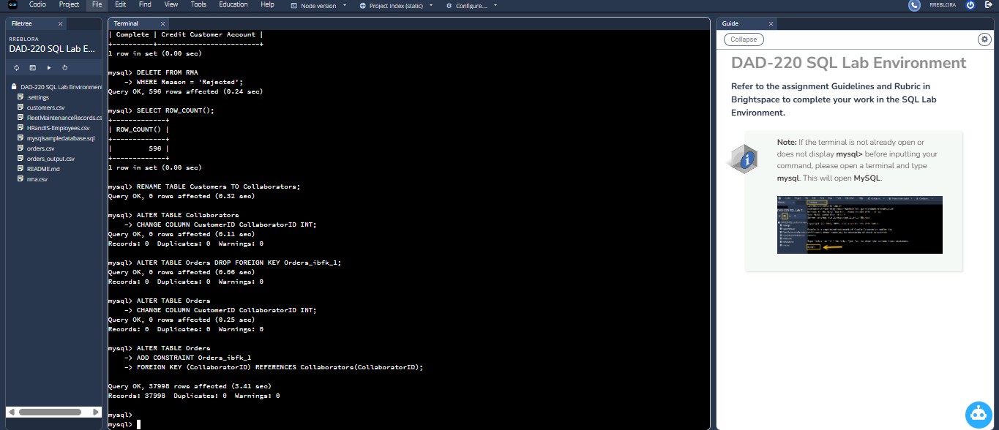 Codio Project File Edit Find View Tools Education Help Node version Project Index (static) Configure... RREBLORA
Filetree
RREBLORA
DAD-220 SQL Lab E...
DAD-220 SQL Lab Environment
.settings
customers.csv
FleetMaintenanceRecords.cs
HRandIS-Employees.csv
mysqlsampledatabase.sql
orders.csv
orders_output.csv
README.md
rma.csv
Terminal
| Complete | Credit Customer Account |
+----------+-------------------------+
1 row in set (0.00 sec)
mysql> DELETE FROM RMA
-> WHERE Reason = 'Rejected';
Query OK, 596 rows affected (0.24 sec)
mysql> SELECT ROW_COUNT();
+-------------+
| ROW_COUNT() |
+-------------+
| 596 |
+-------------+
1 row in set (0.00 sec)
mysql> RENAME TABLE Customers TO Collaborators;
Query OK, 0 rows affected (0.32 sec)
mysql> ALTER TABLE Collaborators
-> CHANGE COLUMN CustomerID CollaboratorID INT;
Query OK, 0 rows affected (0.11 sec)
Records: 0 Duplicates: 0 Warnings: 0
mysql> ALTER TABLE Orders DROP FOREIGN KEY Orders_ibfk_1;
Query OK, 0 rows affected (0.06 sec)
Records: 0 Duplicates: 0 Warnings: 0
mysql> ALTER TABLE Orders
-> CHANGE COLUMN CustomerID CollaboratorID INT;
Query OK, 0 rows affected (0.25 sec)
Records: 0 Duplicates: 0 Warnings: 0
mysql> ALTER TABLE Orders
-> ADD CONSTRAINT Orders_ibfk_1
-> FOREIGN KEY (CollaboratorID) REFERENCES Collaborators(CollaboratorID);
Query OK, 37998 rows affected (3.41 sec)
Records: 37998 Duplicates: 0 Warnings: 0
mysql>
mysql>
Guide
Collapse
DAD-220 SQL Lab Environment
Refer to the assignment Guidelines and Rubric in
Brightspace to complete your work in the SQL Lab
Environment.
Note: If the terminal is not already open or
does not display mysql> before inputting your
command, please open a terminal and type
mysql. This will open MySQL.